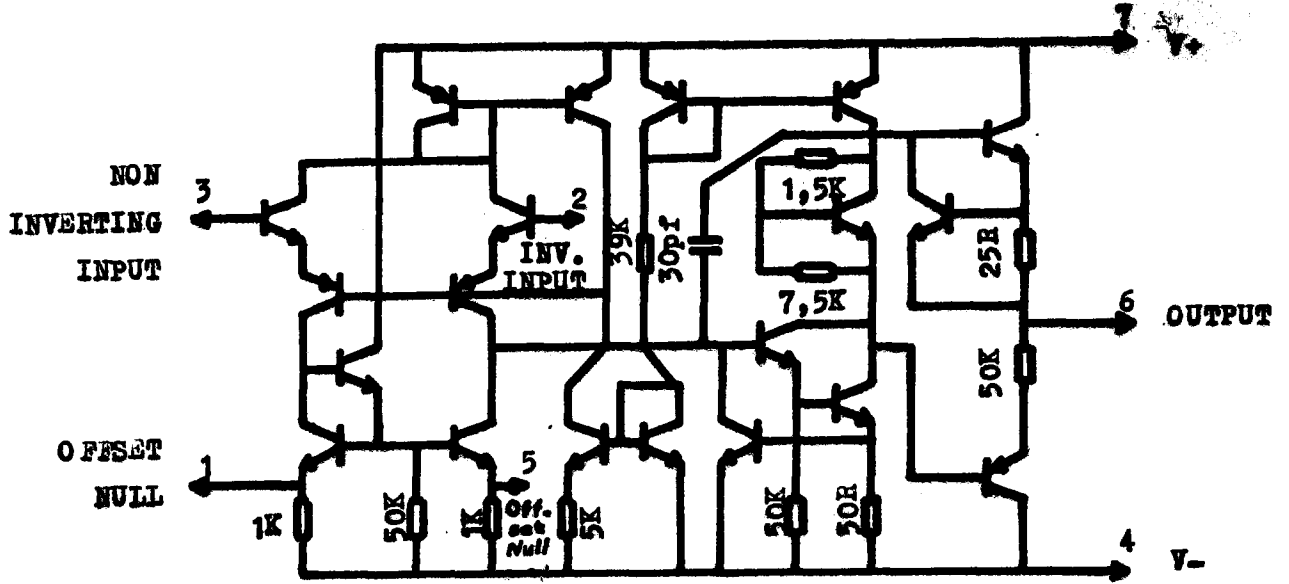 7
V+
NON
3
INVERTING
INPUT
2
INV.
INPUT
39K
30pf
1,5K
7,5K
25R
6
OUTPUT
50K
OFFSET
1
NULL
5
Off.
set
Null
1K
50K
1K
5K
50K
50R
4
V-